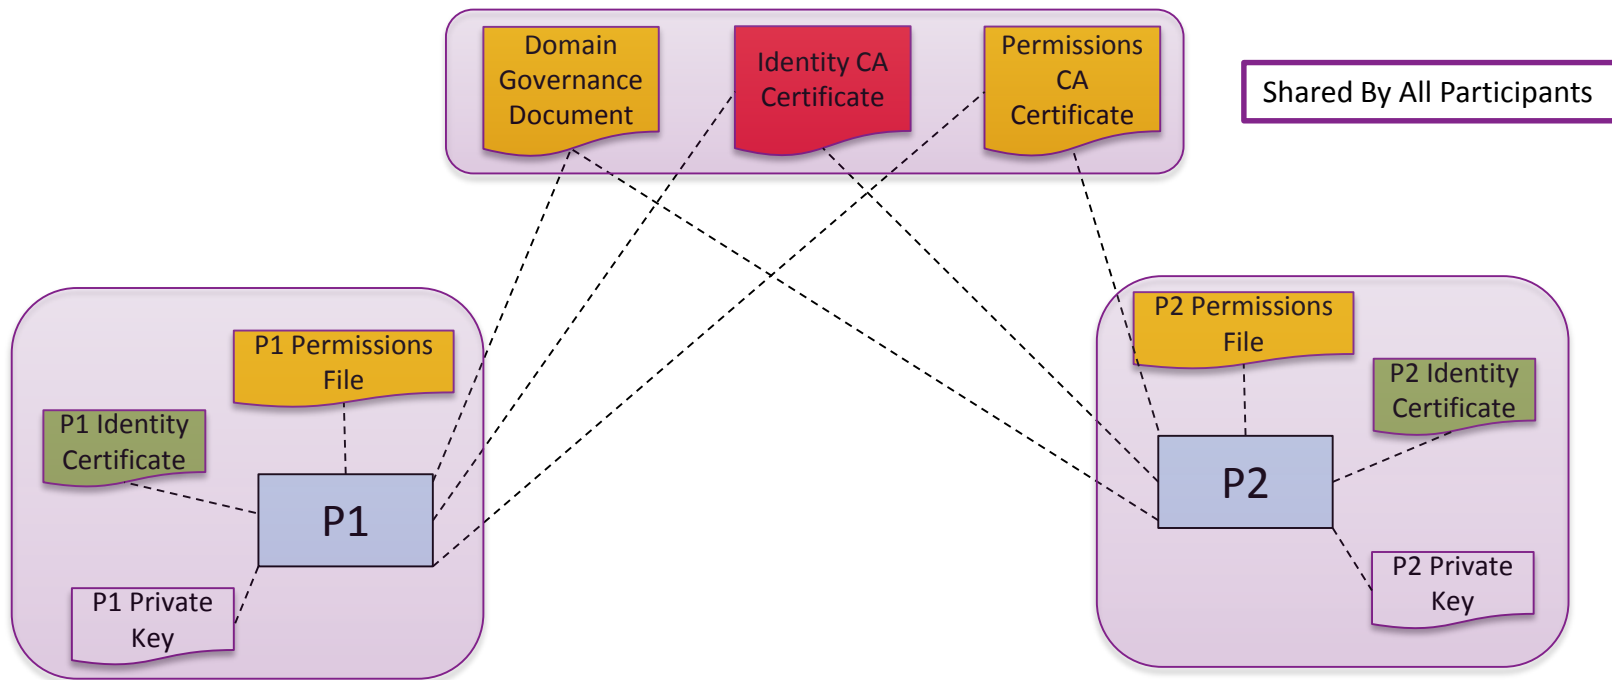 Domain
Governance
Document
Identity CA
Certificate
Permissions
CA
Certificate
Shared By All Participants
P1 Permissions
File
P1 Identity
Certificate
P1
P1 Private
Key
P2 Permissions
File
P2 Identity
Certificate
P2
P2 Private
Key